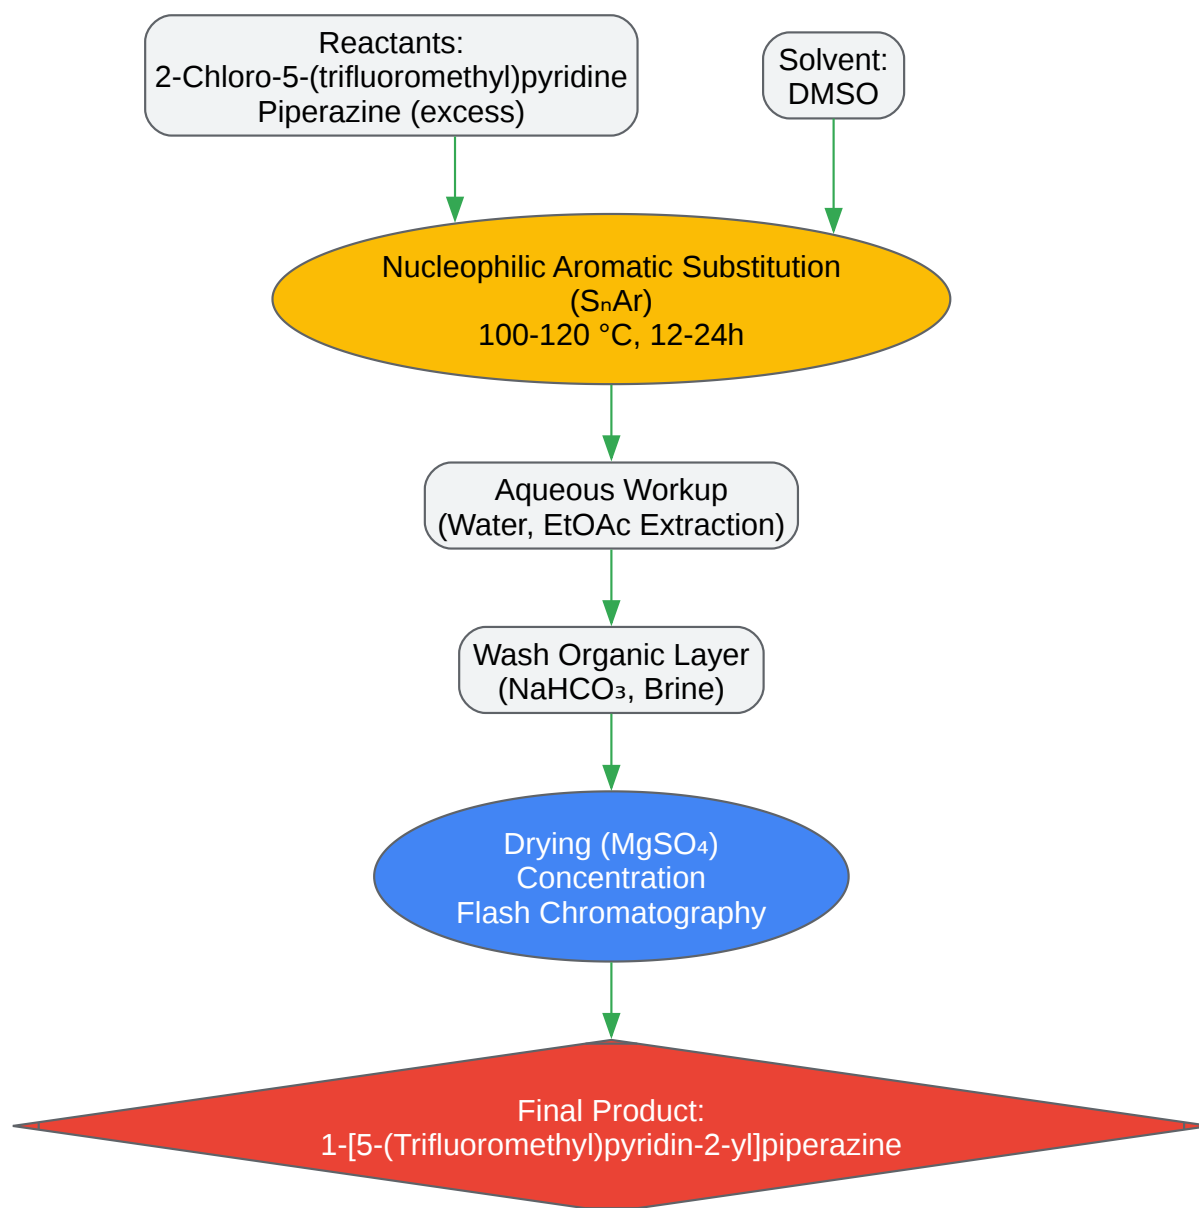 Reactants:
2-Chloro-5-(trifluoromethyl)pyridine
Piperazine (excess)
Solvent:
DMSO
Nucleophilic Aromatic Substitution
(SₙAr)
100-120 °C, 12-24h
Aqueous Workup
(Water, EtOAc Extraction)
Wash Organic Layer
(NaHCO₃, Brine)
Drying (MgSO₄)
Concentration
Flash Chromatography
Final Product:
1-[5-(Trifluoromethyl)pyridin-2-yl]piperazine